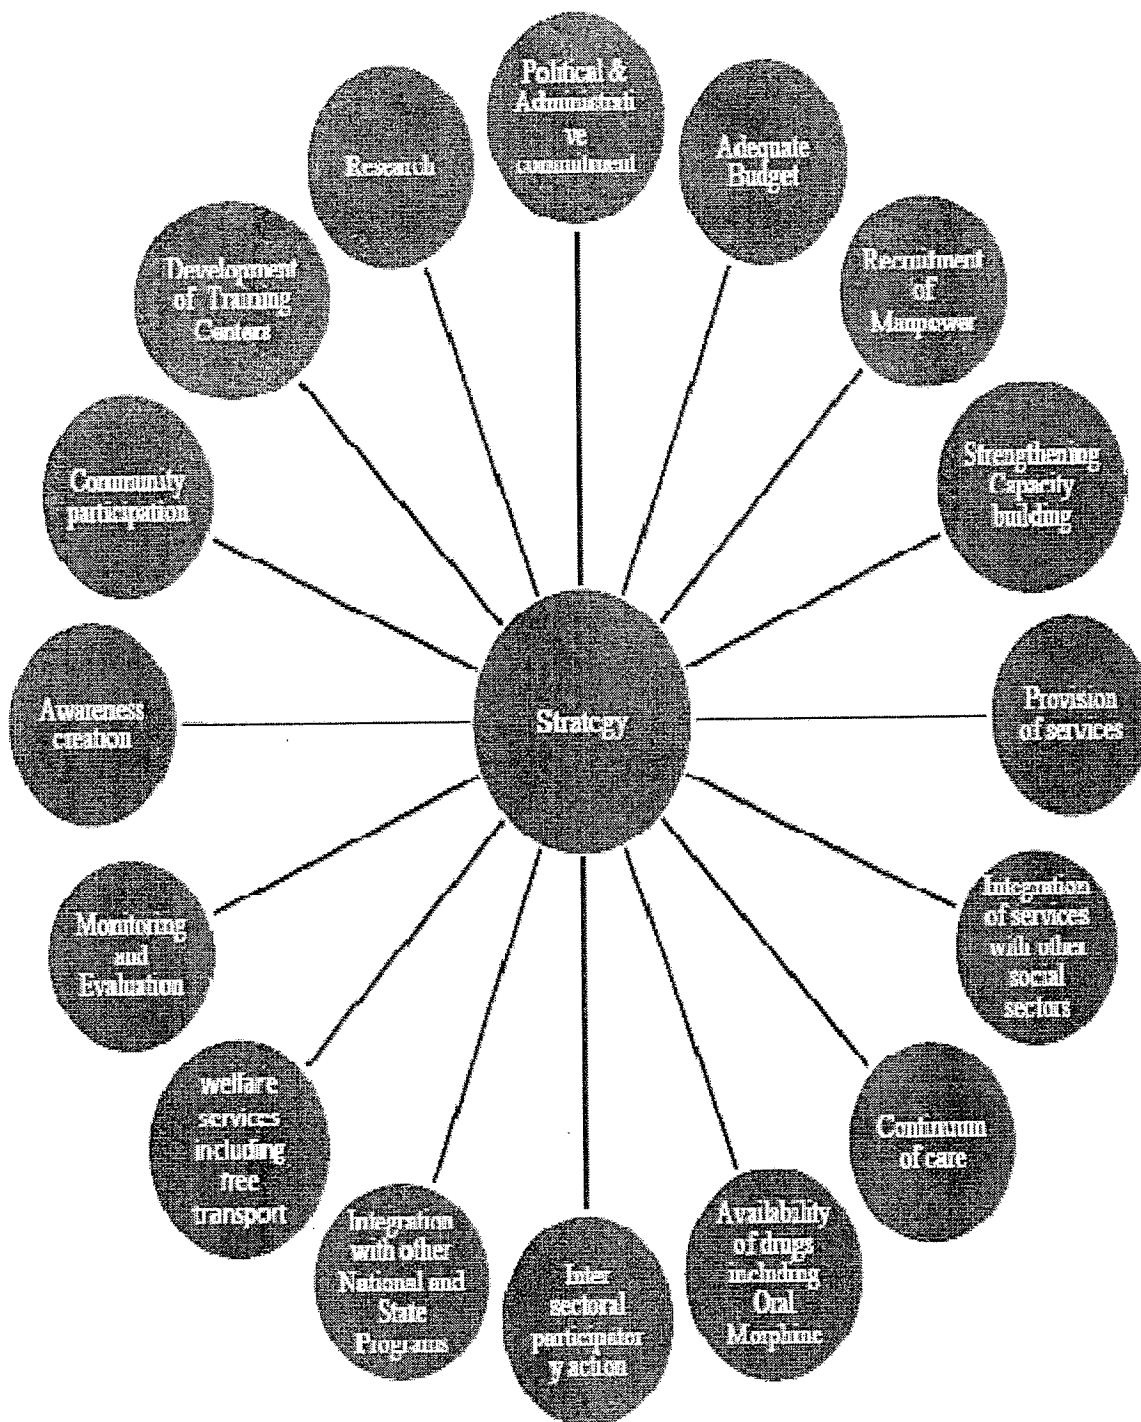 Political &
Administrati
ve
commitment
Adequate
Budget
Recruitment
of
Manpower
Strengthening
Capacity
building
Provision
of services
Integration
of services
with other
social
sectors
Continuum
of care
Availability
of drugs
including
Oral
Morphine
Inter
sectoral
participator
y action
Integration
with other
National and
State
Programs
welfare
services
including
free
transport
Monitoring
and
Evaluation
Awareness
creation
Community
participation
Development
of Training
Centers
Research
Strategy